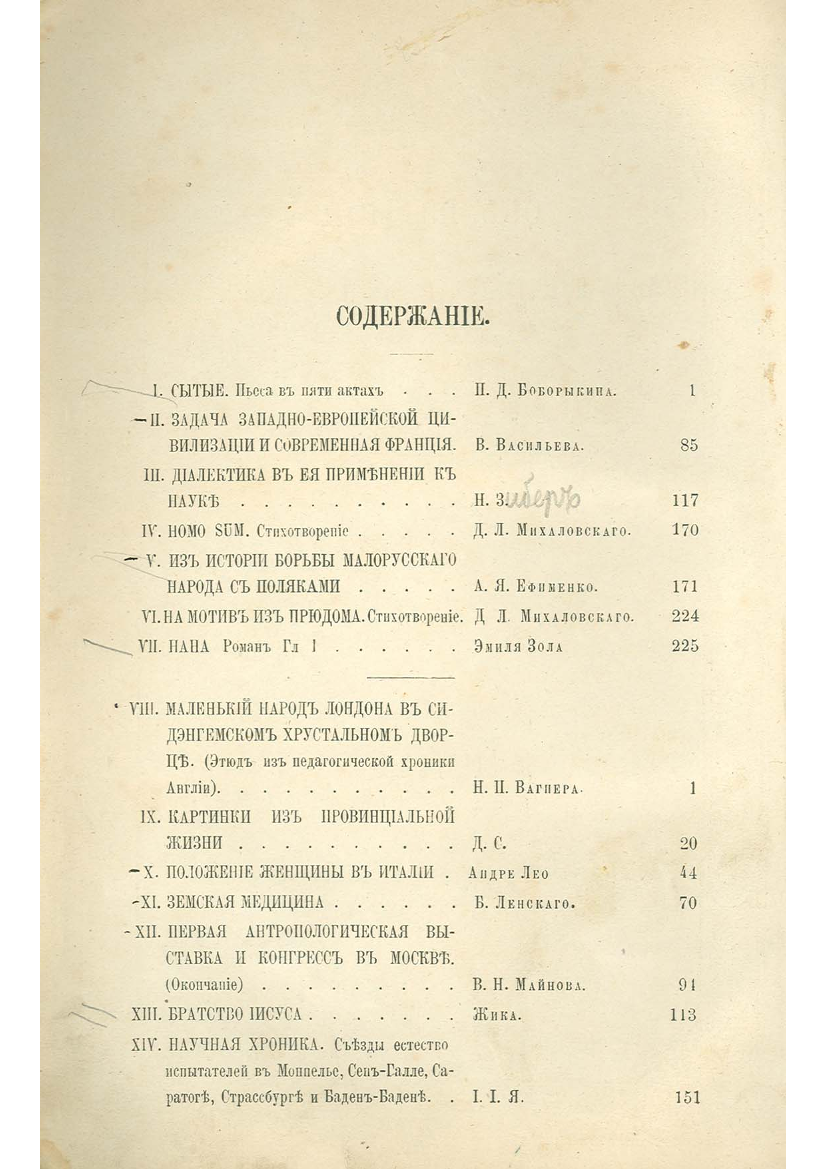 СОДЕРЖАНІЕ.
I. СЫТЫЕ. Пьеса въ пяти актахъ . . . П. Д. Боборыкина. 1
II. ЗАДАЧА ЗАПАДНО-ЕВРОПЕЙСКОЙ ЦИ-
ВИЛИЗАЦІИ И СОВРЕМЕННАЯ ФРАНЦІЯ. В. Васильева. 85
III. ДІАЛЕКТИКА ВЪ ЕЯ ПРИМѢНЕНІИ КЪ
НАУКѢ . . . . . . . . . . Н. З.иберъ 117
IV. HOMO SUM. Стихотвореніе . . . . . Д. Л. Михаловскаго. 170
V. ИЗЪ ИСТОРІИ БОРЬБЫ МАЛОРУССКАГО
НАРОДА СЪ ПОЛЯКАМИ . . . . . А. Я. Ефименко. 171
VI. НА МОТИВЪ ИЗЪ ПРЮДОМА. Стихотвореніе. Д Л. Михаловскаго. 224
VII. НАНА Романъ Гл 1 . . . . . . Эмиля Зола 225
VIII. МАЛЕНЬКІЙ НАРОДЪ ЛОНДОНА ВЪ СИ-
ДЭНГЕМСКОМЪ ХРУСТАЛЬНОМЪ ДВОР-
ЦѢ. (Этюдъ изъ педагогической хроники
Англіи). . . . . . . . . . . Н. П. Вагнера. 1
IX. КАРТИНКИ ИЗЪ ПРОВИНЦІАЛЬНОЙ
ЖИЗНИ . . . . . . . . . . Д. С. 20
X. ПОЛОЖЕНІЕ ЖЕНЩИНЫ ВЪ ИТАЛІИ . Андре Лео 44
XI. ЗЕМСКАЯ МЕДИЦИНА . . . . . . Б. Ленскаго. 70
XII. ПЕРВАЯ АНТРОПОЛОГИЧЕСКАЯ ВЫ-
СТАВКА И КОНГРЕССЪ ВЪ МОСКВѢ.
(Окончаніе) . . . . . . . . . В. Н. Майнова. 91
XIII. БРАТСТВО ІИСУСА . . . . . . . Жика. 113
XIV. НАУЧНАЯ ХРОНИКА. Съѣзды естество
испытателей въ Монпелье, Сенъ-Галле, Са-
ратогѣ, Страссбургѣ и Баденъ-Баденѣ. . І. І. Я. 151